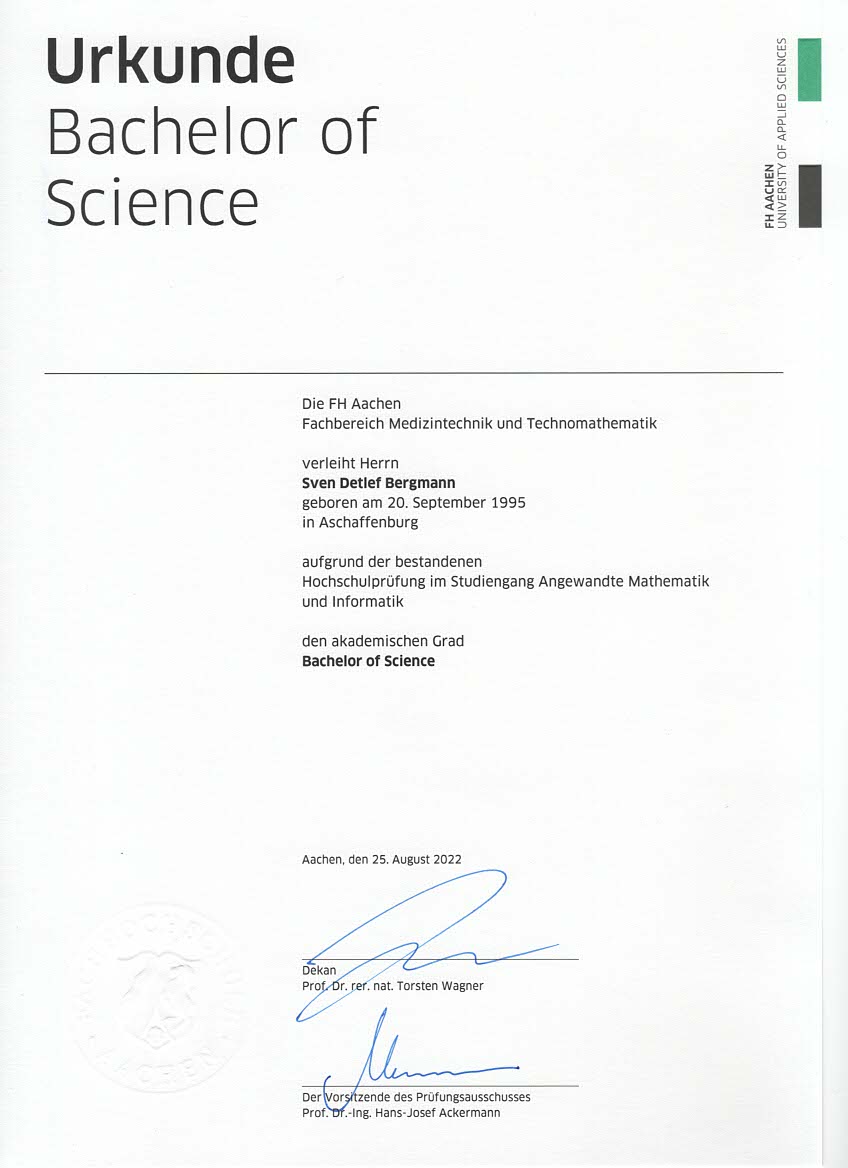 Urkunde
Bachelor of
Science
FH AACHEN
UNIVERSITY OF APPLIED SCIENCES
Die FH Aachen
Fachbereich Medizintechnik und Technomathematik
verleiht Herrn
Sven Detlef Bergmann
geboren am 20. September 1995
in Aschaffenburg
aufgrund der bestandenen
Hochschulprüfung im Studiengang Angewandte Mathematik
und Informatik
den akademischen Grad
Bachelor of Science
Aachen, den 25. August 2022
Dekan
Prof. Dr. rer. nat. Torsten Wagner
Der Vorsitzende des Prüfungsausschusses
Prof. Dr.-Ing. Hans-Josef Ackermann
AACHEN